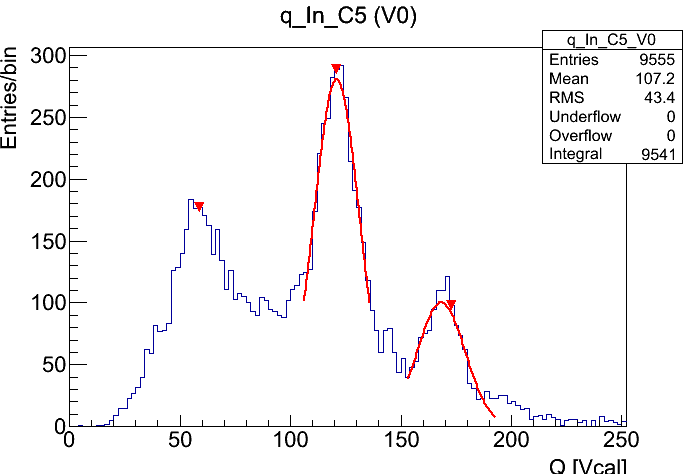 q_In_C5 (V0)
q_In_C5_V0
Entries 9555
Mean 107.2
RMS 43.4
Underflow 0
Overflow 0
Integral 9541
Entries/bin
300
250
200
150
100
50
0
0 50 100 150 200 250
Q [Vcal]